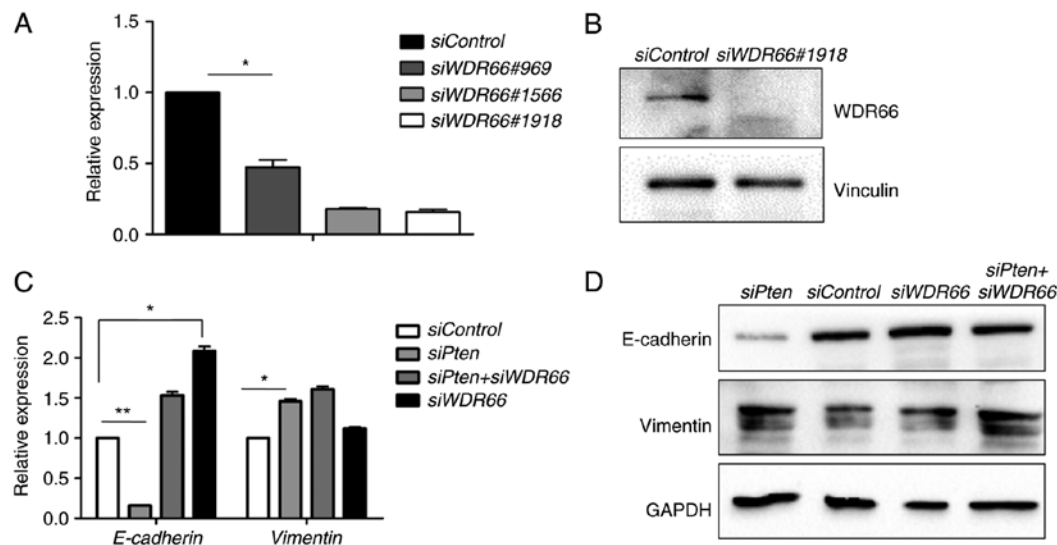 A
Relative expression
1.5
1.0
0.5
0.0
*
siControl
siWDR66#969
siWDR66#1566
siWDR66#1918
B
siControl siWDR66#1918
WDR66
Vinculin
C
Relative expression
2.5
2.0
1.5
1.0
0.5
0.0
*
**
*
E-cadherin Vimentin
siControl
siPten
siPten+siWDR66
siWDR66
D
siPten siControl siWDR66 siPten+
siWDR66
E-cadherin
Vimentin
GAPDH